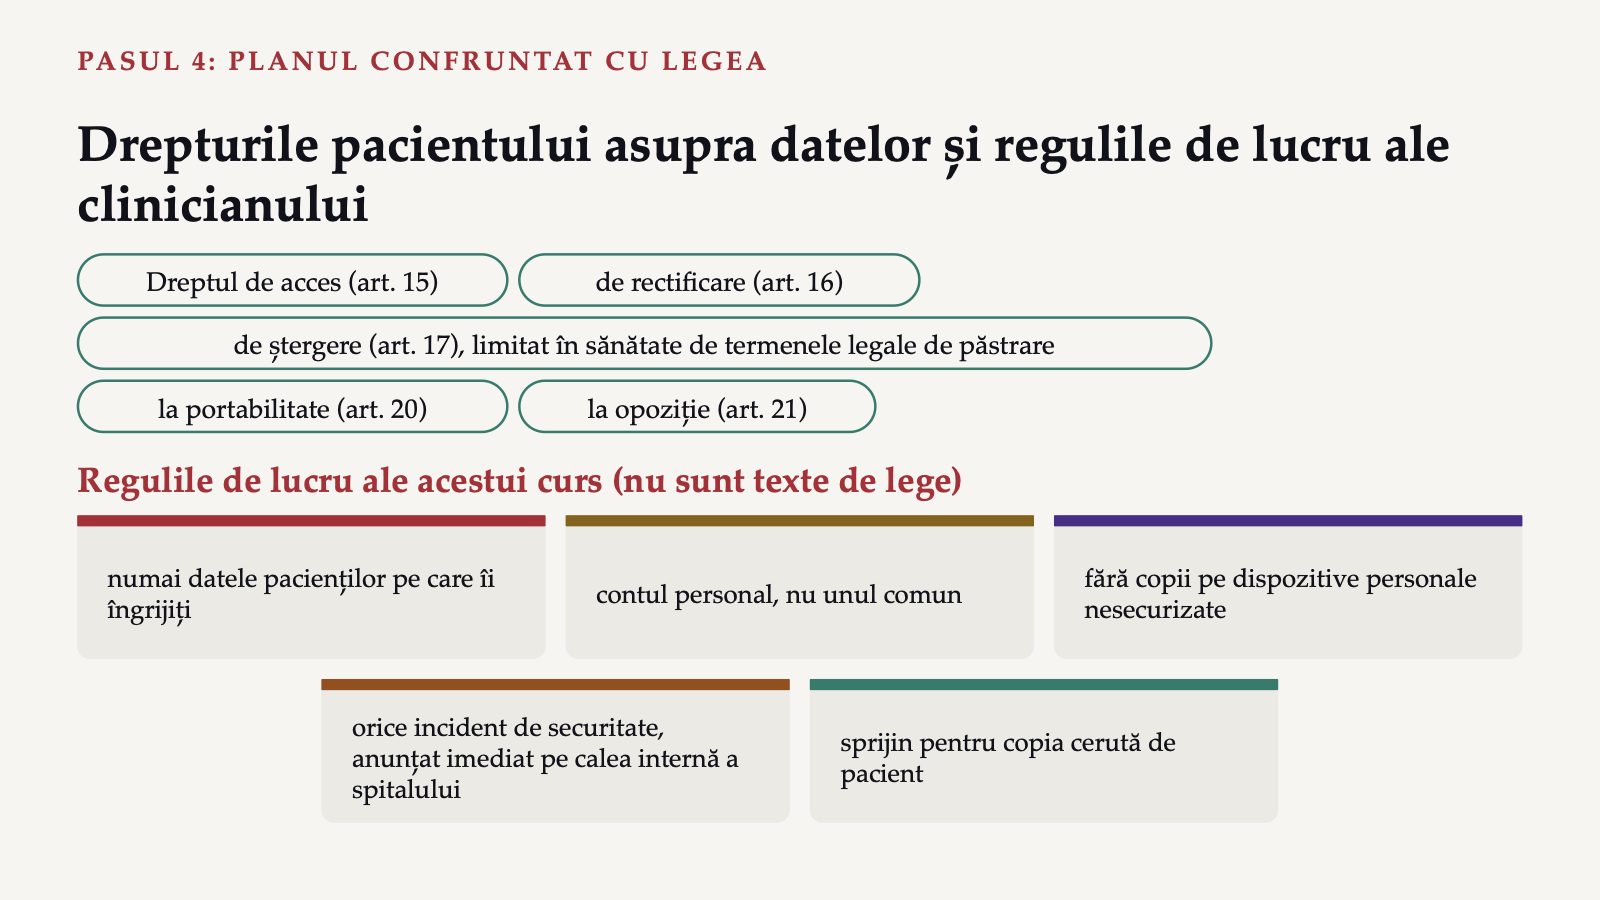 PASUL 4: PLANUL CONFRUNTAT CU LEGEA
Drepturile pacientului asupra datelor și regulile de lucru ale
clinicianului
Dreptul de acces (art. 15)
de rectificare (art. 16)
de ștergere (art. 17), limitat în sănătate de termenele legale de păstrare
la portabilitate (art. 20)
la opoziție (art. 21)
Regulile de lucru ale acestui curs (nu sunt texte de lege)
numai datele pacienților pe care îi
îngrijiți
contul personal, nu unul comun
fără copii pe dispozitive personale
nesecurizate
orice incident de securitate,
anunțat imediat pe calea internă a
spitalului
sprijin pentru copia cerută de
pacient